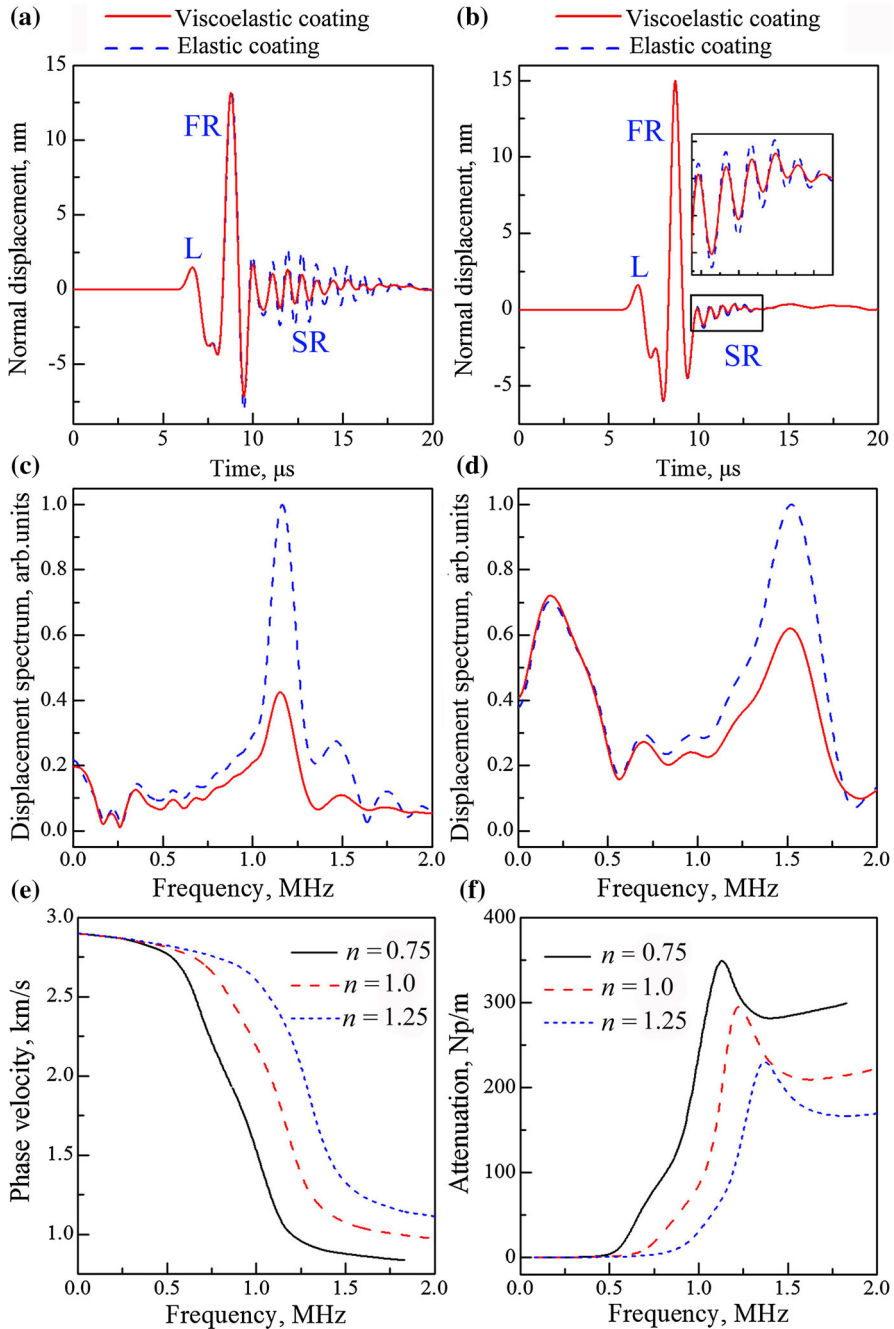 (a)
Viscoelastic coating
Elastic coating
15
10
5
0
-5
Normal displacement, nm
FR
L
SR
0 5 10 15 20
Time, μs
(b)
Viscoelastic coating
Elastic coating
15
10
5
0
-5
Normal displacement, nm
FR
L
SR
0 5 10 15 20
Time, μs
(c)
1.0
0.8
0.6
0.4
0.2
0.0
Displacement spectrum, arb.units
0.0 0.5 1.0 1.5 2.0
Frequency, MHz
(d)
1.0
0.8
0.6
0.4
0.2
0.0
Displacement spectrum, arb.units
0.0 0.5 1.0 1.5 2.0
Frequency, MHz
(e)
3.0
2.5
2.0
1.5
1.0
Phase velocity, km/s
n = 0.75
n = 1.0
n = 1.25
0.0 0.5 1.0 1.5 2.0
Frequency, MHz
(f)
400
300
200
100
0
Attenuation, Np/m
n = 0.75
n = 1.0
n = 1.25
0.0 0.5 1.0 1.5 2.0
Frequency, MHz